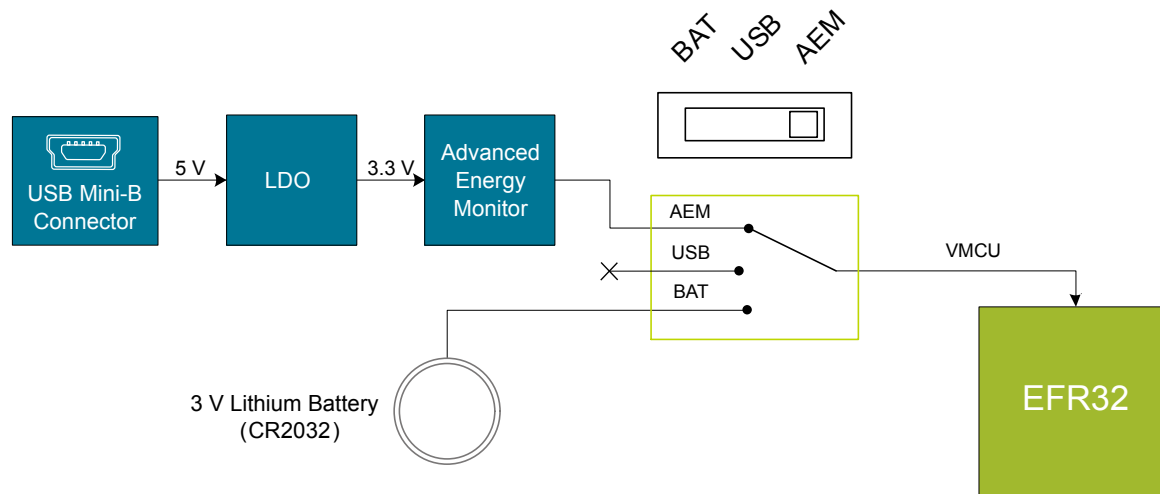 BAT
USB
AEM
USB Mini-B
Connector
5 V
LDO
3.3 V
Advanced
Energy
Monitor
AEM
USB
BAT
VMCU
3 V Lithium Battery
(CR2032)
EFR32